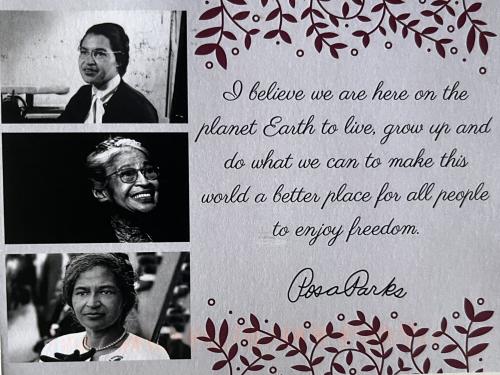 I believe we are here on the
planet Earth to live, grow up and
do what we can to make this
world a better place for all people
to enjoy freedom.
Rosa Parks